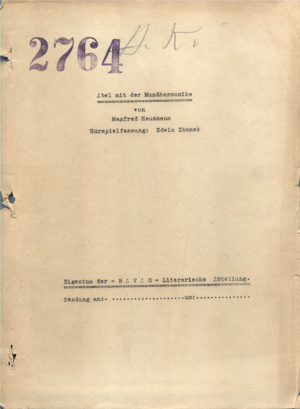 2764
Abel mit der Mundharmonika
von
Manfred Hausmann
Hörspielfassung: Edwin Zbonek
Eigentum der - R A V A G - Literarische Abteilung.
Sendung am:.....................um:...............